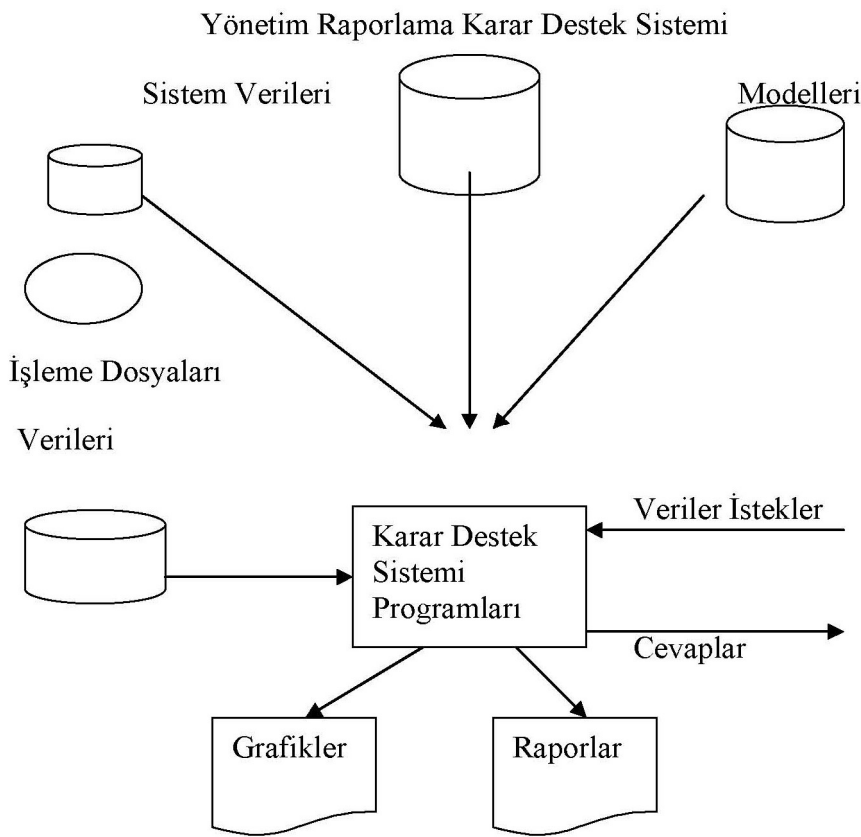 Yönetim Raporlama Karar Destek Sistemi
Sistem Verileri
Modelleri
İşleme Dosyaları
Verileri
Veriler İstekler
Karar Destek
Sistemi
Programları
Cevaplar
Grafikler
Raporlar